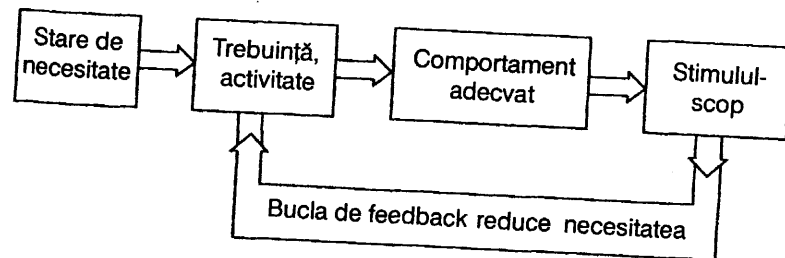 Stare de
necesitate
Trebuință,
activitate
Comportament
adecvat
Stimulul-
scop
Bucla de feedback reduce necesitatea